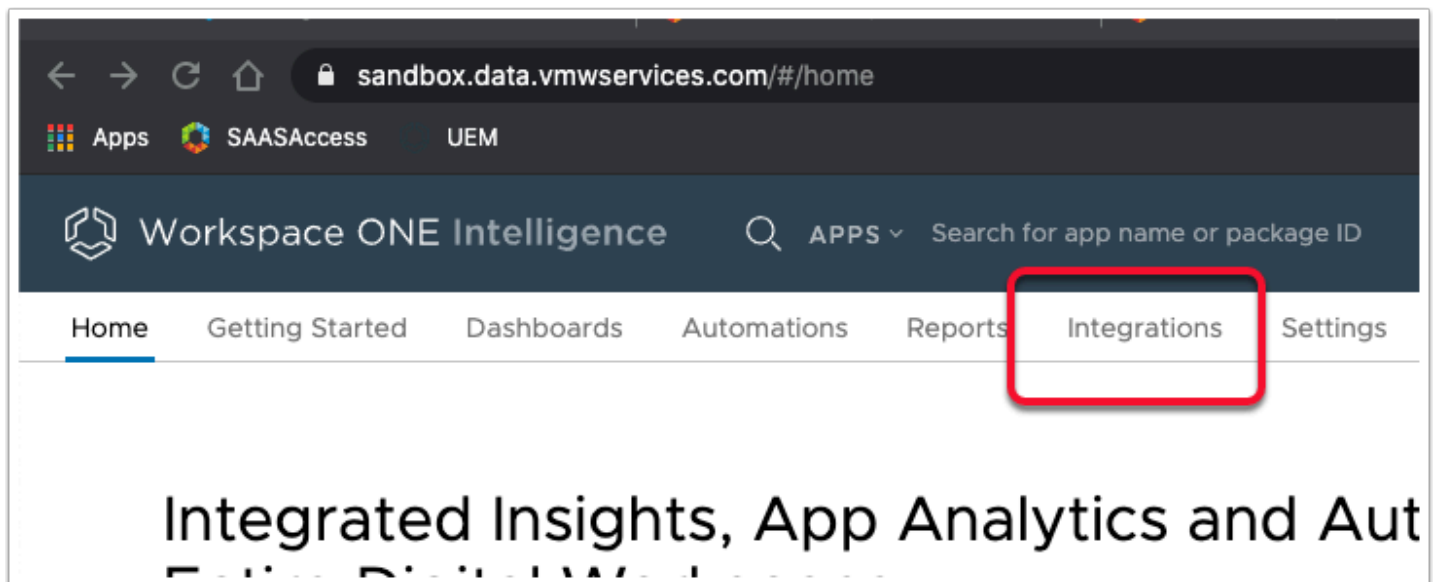 sandbox.data.vmwservices.com/#/home
Apps SAASAccess UEM
Workspace ONE Intelligence APPS Search for app name or package ID
Home Getting Started Dashboards Automations Reports Integrations Settings
Integrated Insights, App Analytics and Aut